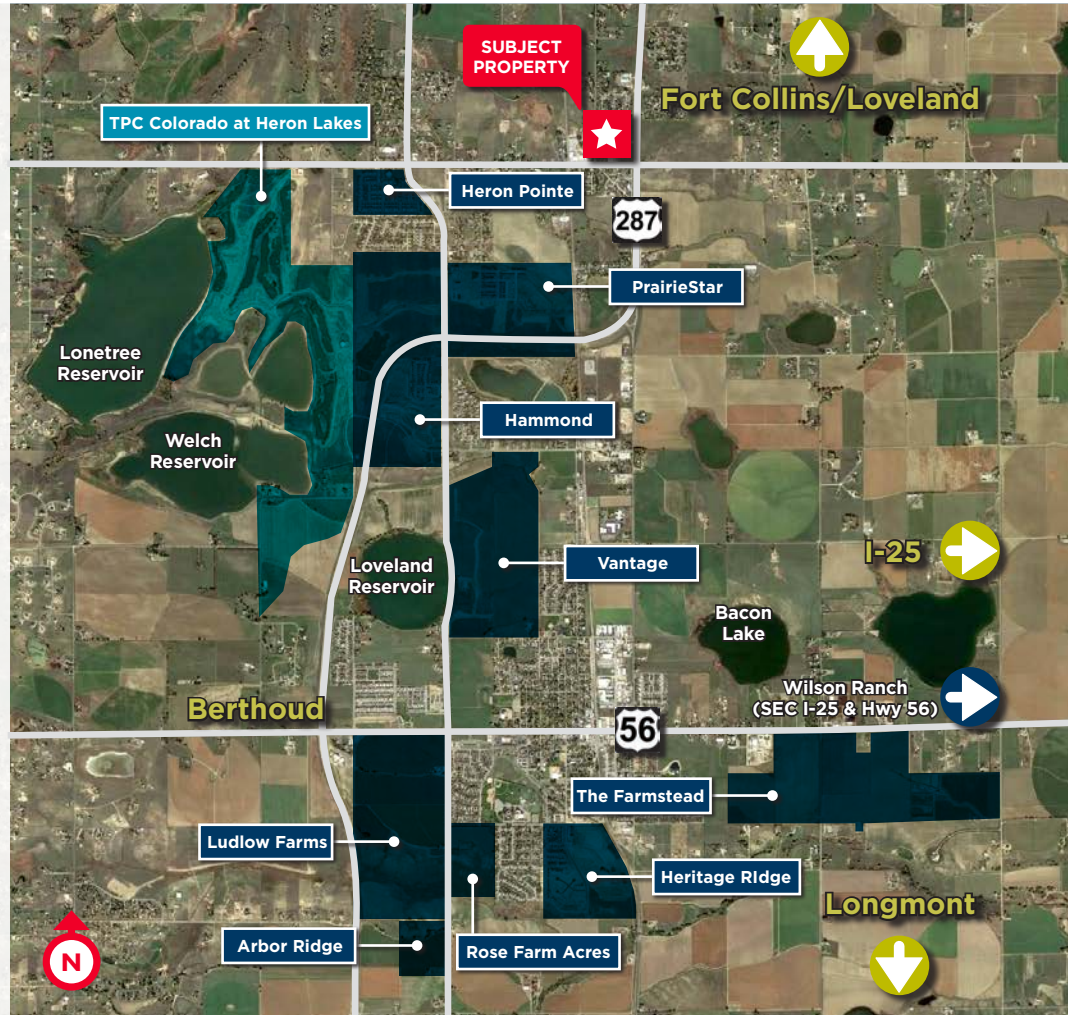 SUBJECT
PROPERTY
Fort Collins/Loveland
TPC Colorado at Heron Lakes
Heron Pointe
287
PrairieStar
Lonetree
Reservoir
Hammond
Welch
Reservoir
I-25
Vantage
Loveland
Reservoir
Bacon
Lake
Wilson Ranch
(SEC I-25 & Hwy 56)
Berthoud
56
The Farmstead
Ludlow Farms
Heritage RIdge
Longmont
Arbor Ridge
Rose Farm Acres
N